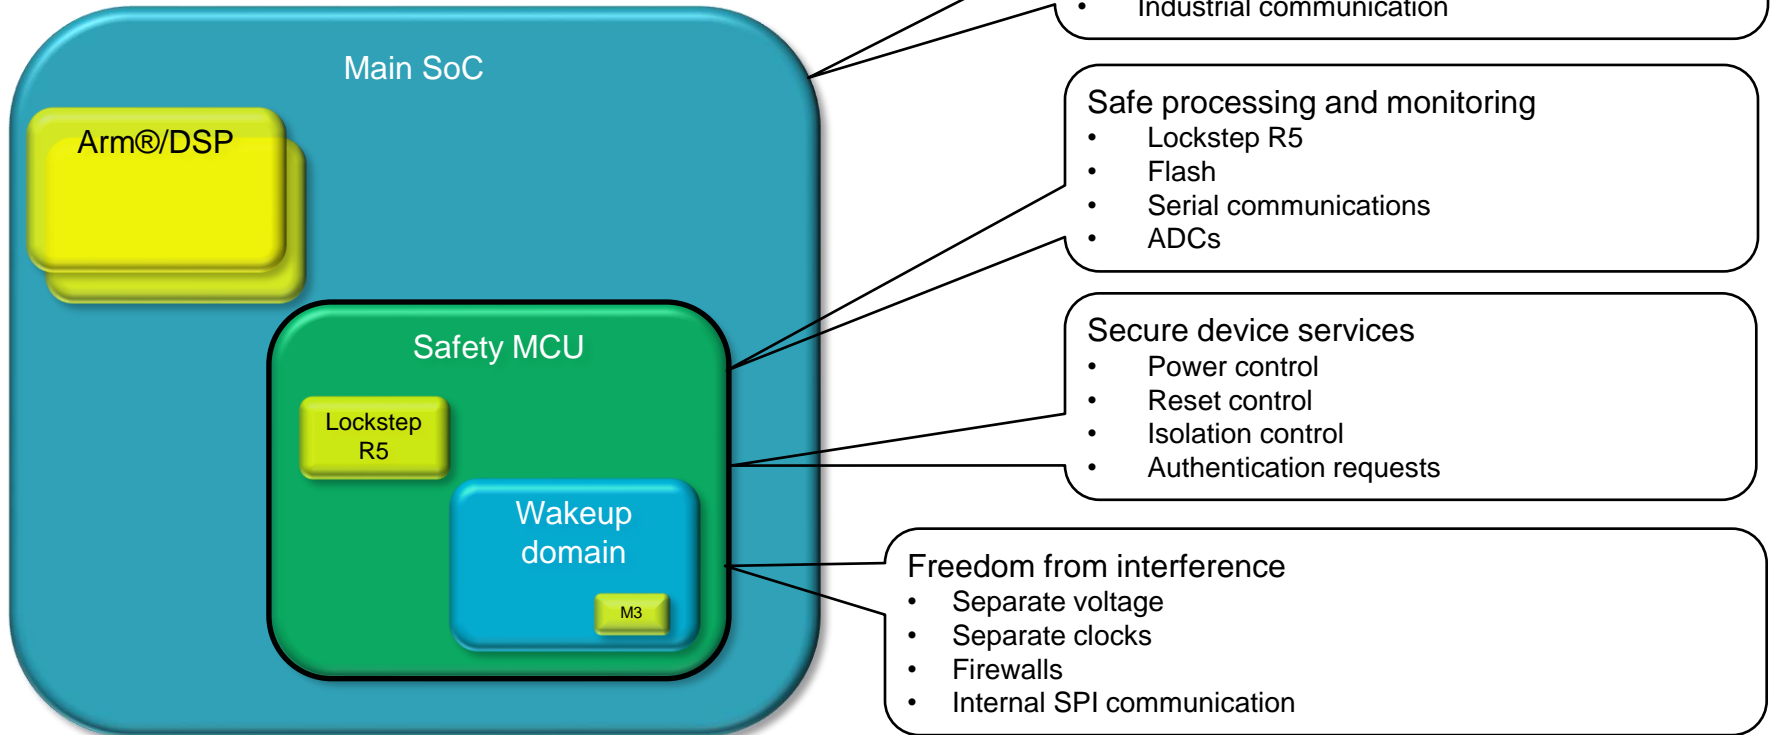 • Industrial communication
Main SoC
Arm®/DSP
Safe processing and monitoring
• Lockstep R5
• Flash
• Serial communications
• ADCs
Safety MCU
Lockstep
R5
Wakeup
domain
M3
Secure device services
• Power control
• Reset control
• Isolation control
• Authentication requests
Freedom from interference
• Separate voltage
• Separate clocks
• Firewalls
• Internal SPI communication